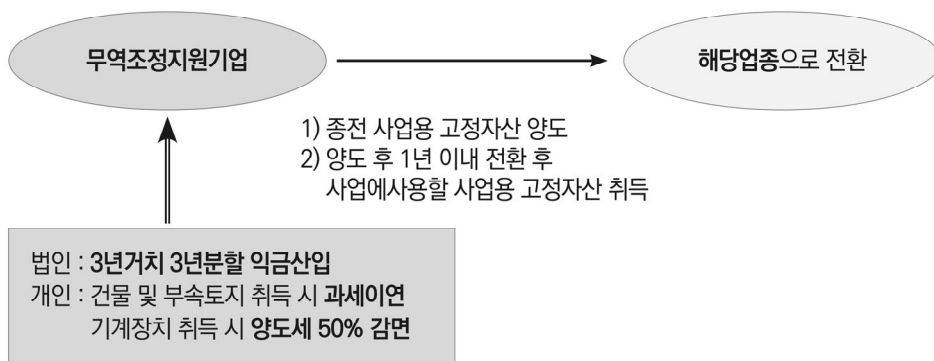 무역조정지원기업
해당업종으로 전환
1) 종전 사업용 고정자산 양도
2) 양도 후 1년 이내 전환 후
사업에사용할 사업용 고정자산 취득
법인 : 3년거치 3년분할 익금산입
개인 : 건물 및 부속토지 취득 시 과세이연
기계장치 취득 시 양도세 50% 감면